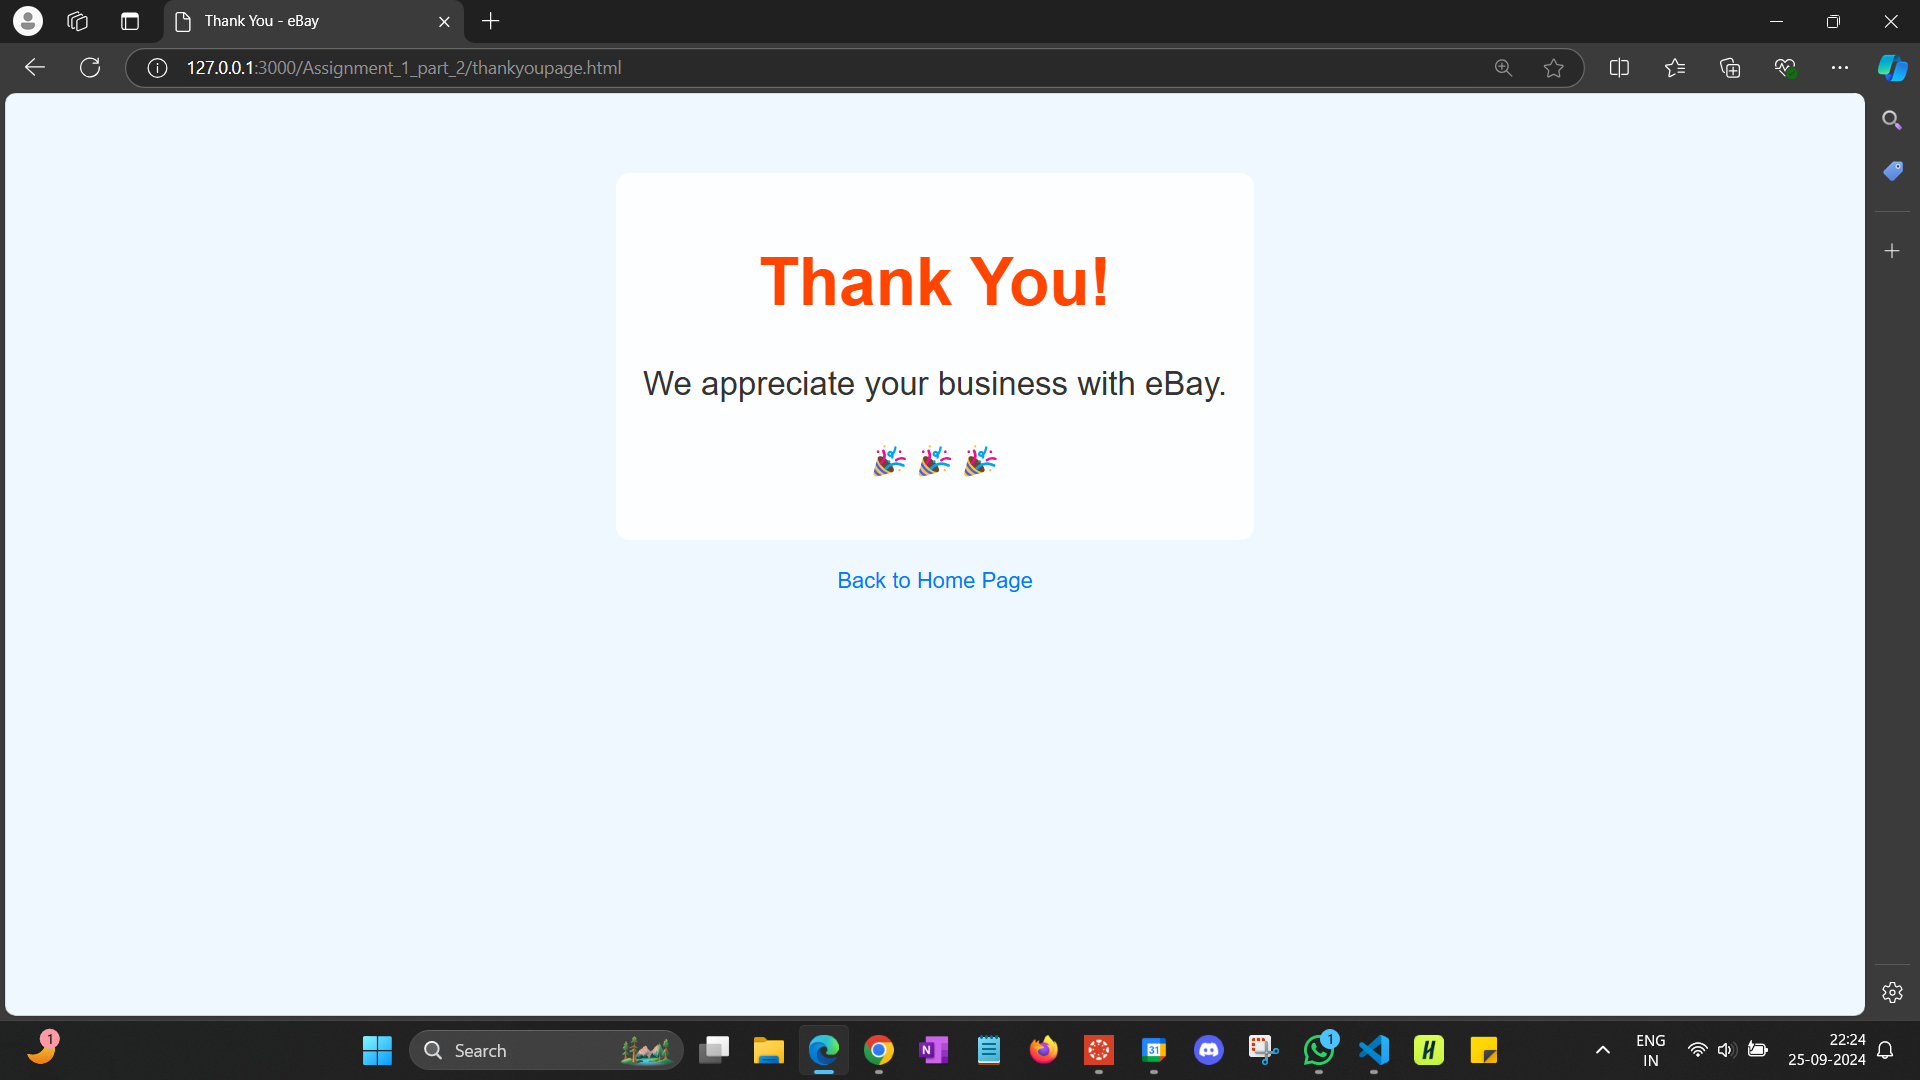 Thank You - eBay
127.0.0.1:3000/Assignment_1_part_2/thankyoupage.html
Thank You!
We appreciate your business with eBay.
🎉 🎉 🎉
Back to Home Page
1
Search
N
31
1
H
ENG
IN
22:24
25-09-2024